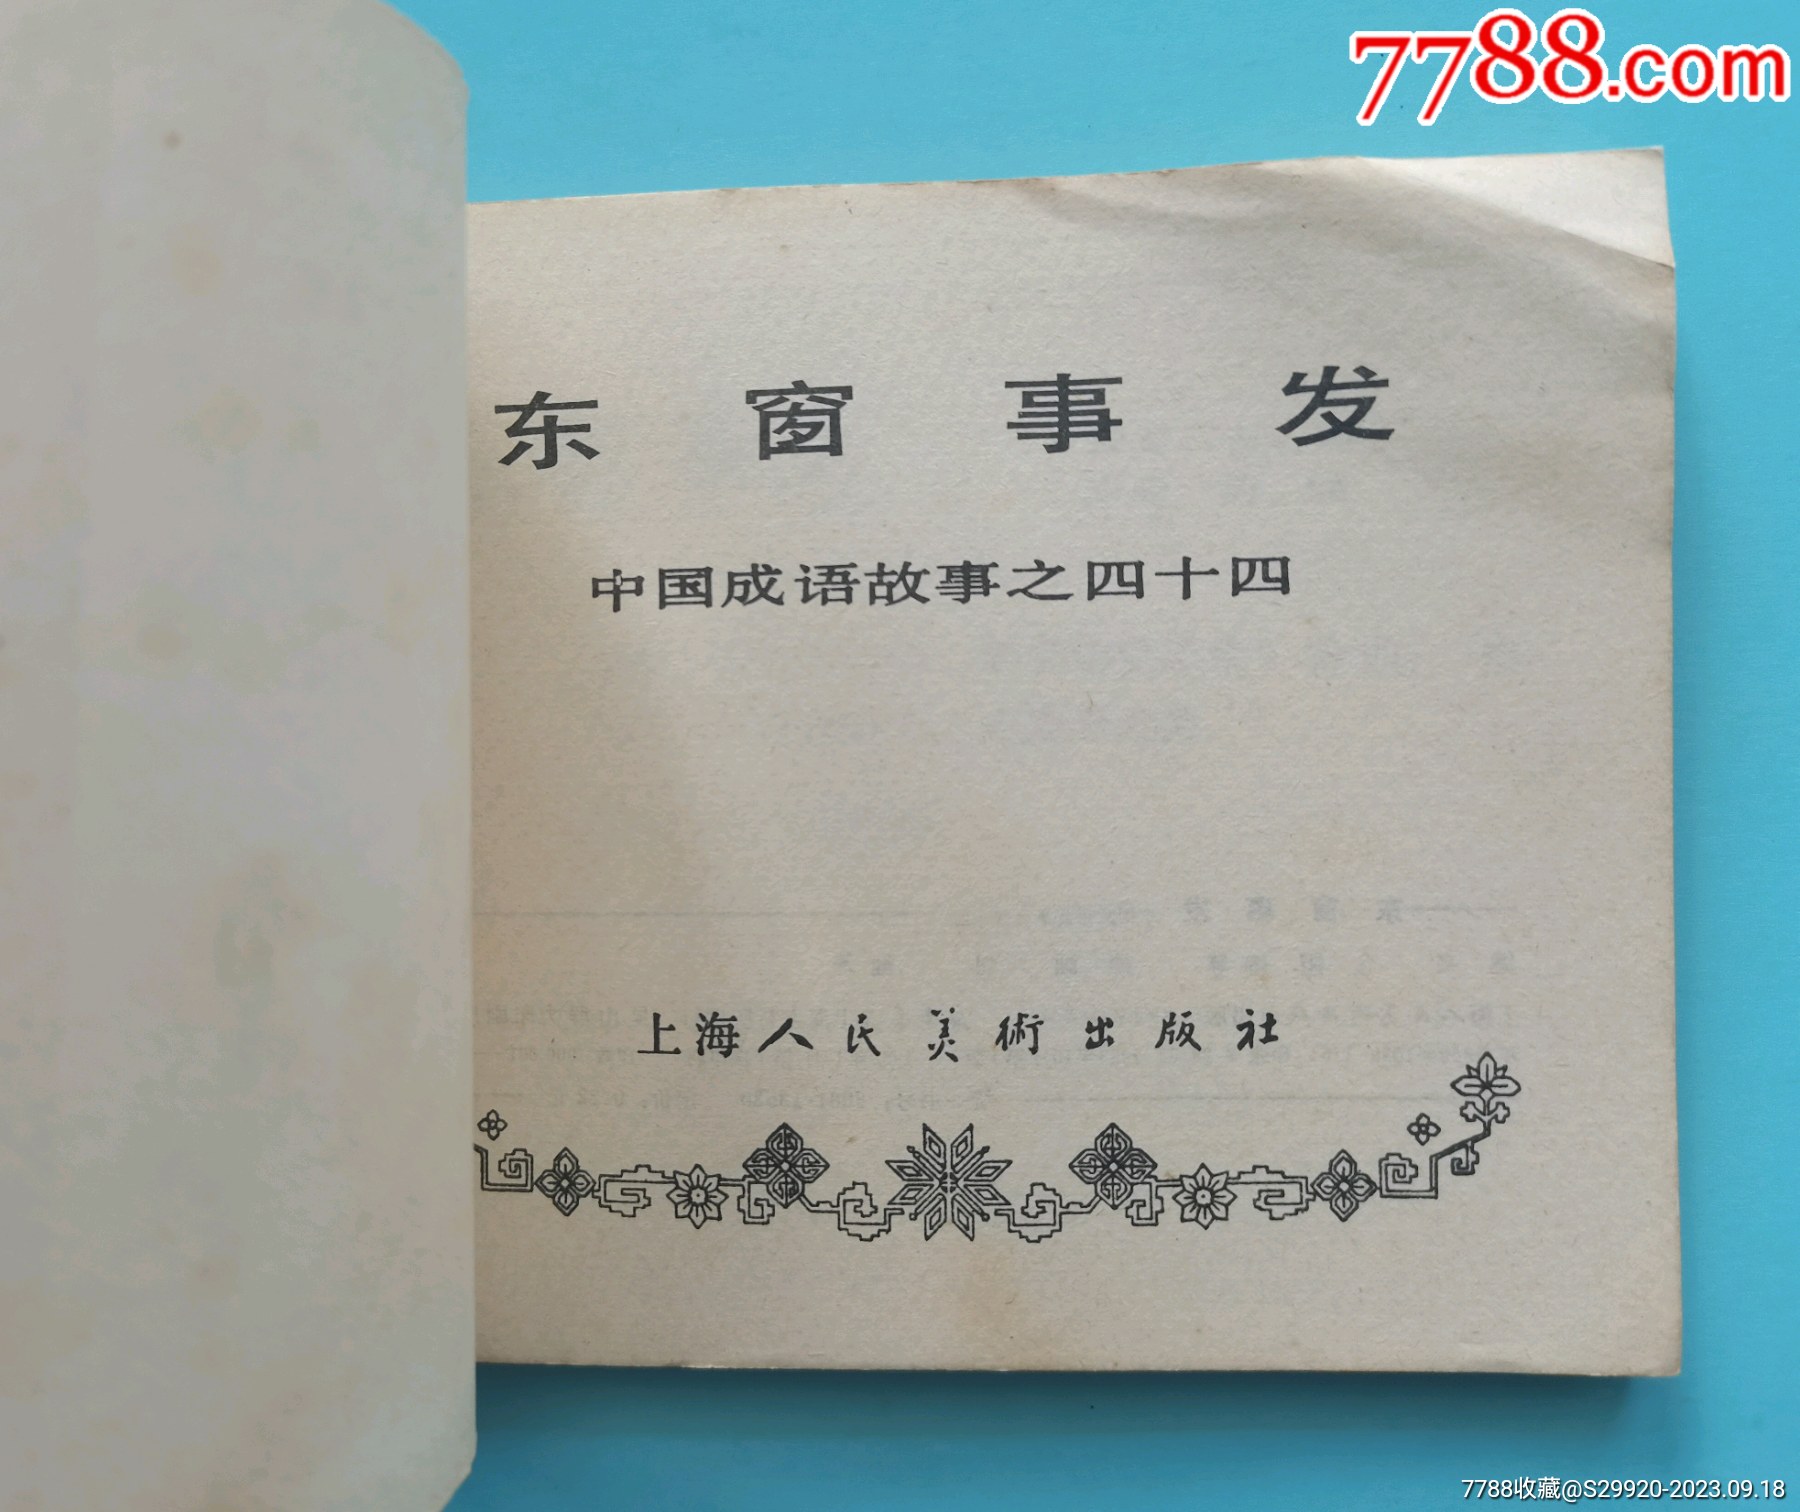 7788.com
东窗事发
中国成语故事之四十四
上海人民美術出版社
7788收藏@S29920-2023.09.18